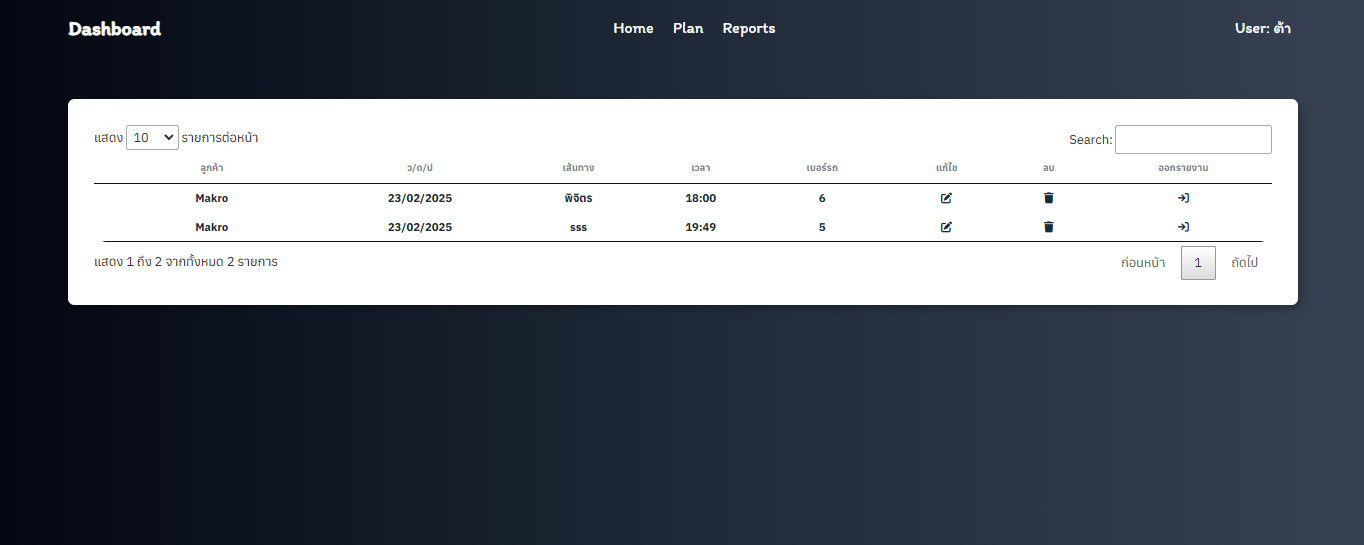 Dashboard Home Plan Reports User: ต้า
แสดง 10 รายการต่อหน้า Search:
ลูกค้า ว/ด/ป เส้นทาง เวลา เบอร์รถ แก้ไข ลบ ออกรายงาน
Makro 23/02/2025 พิจิตร 18:00 6
Makro 23/02/2025 sss 19:49 5
แสดง 1 ถึง 2 จากทั้งหมด 2 รายการ ก่อนหน้า 1 ถัดไป